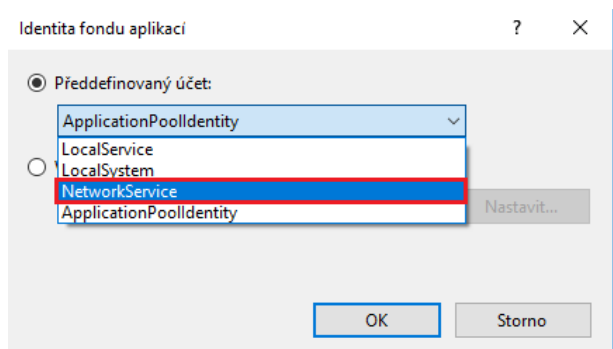 Identita fondu aplikací ? ×
Předdefinovaný účet:
ApplicationPoolIdentity
LocalService
LocalSystem
NetworkService
ApplicationPoolIdentity
Nastavit...
OK Storno